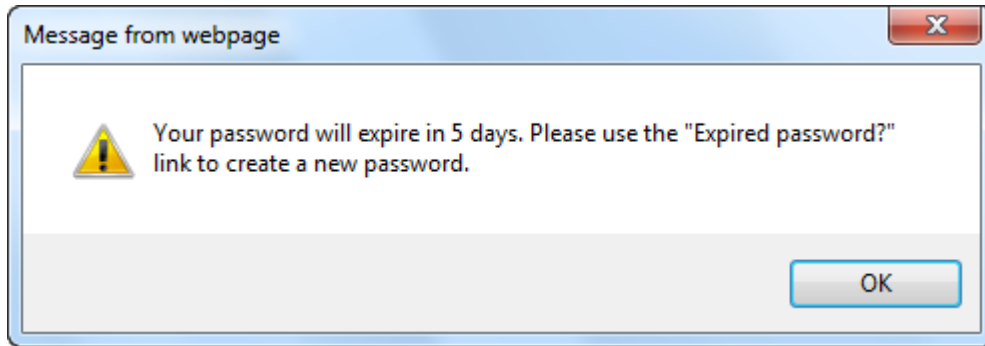 Message from webpage
Your password will expire in 5 days. Please use the "Expired password?"
link to create a new password.
OK